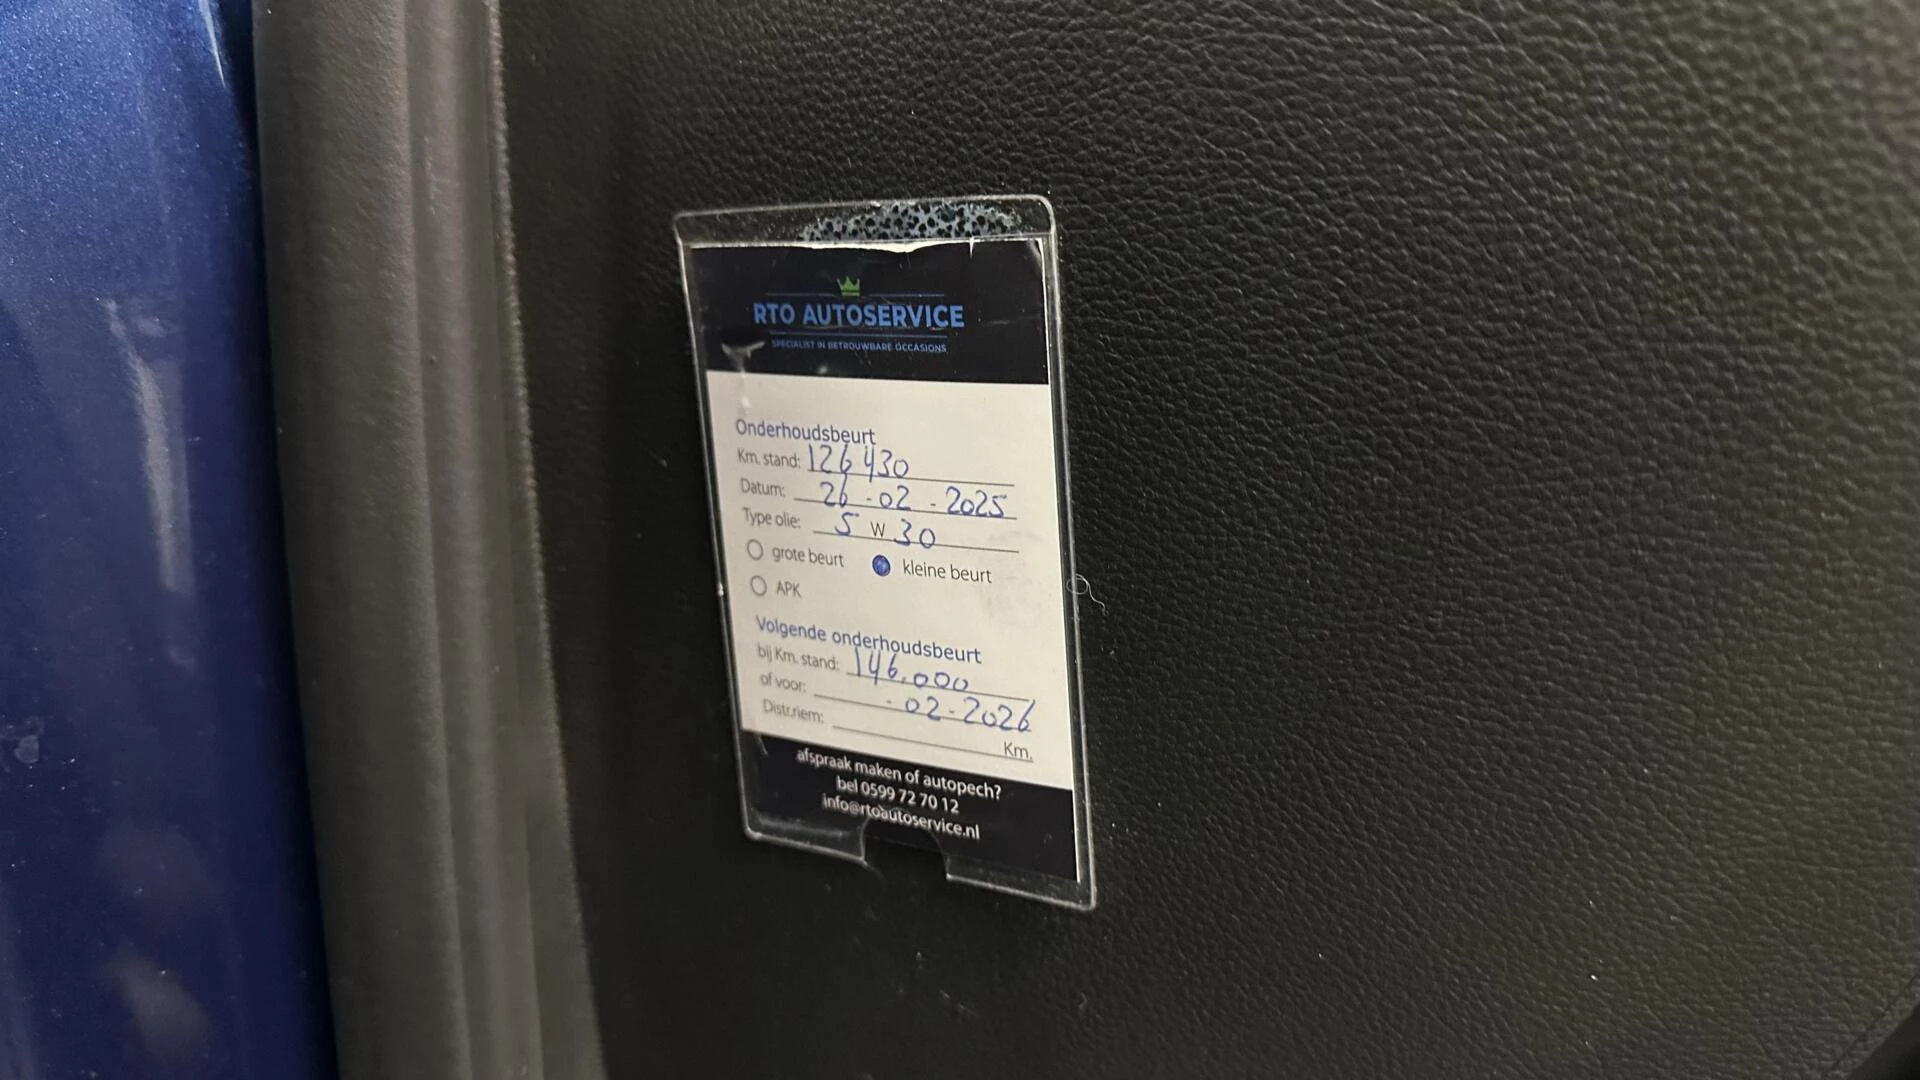 RTO AUTOSERVICE
SPECIALIST IN BETROUWBARE OCCASIONS
Onderhoudsbeurt
Km. stand: 126430
Datum: 26-02-2025
Type olie: 5 W 30
grote beurt kleine beurt
APK
Volgende onderhoudsbeurt
bij Km. stand: 146.000
of voor: -02-2026
Distr.riem: Km.
afspraak maken of autopech?
bel 0599 72 70 12
info@rtoautoservice.nl